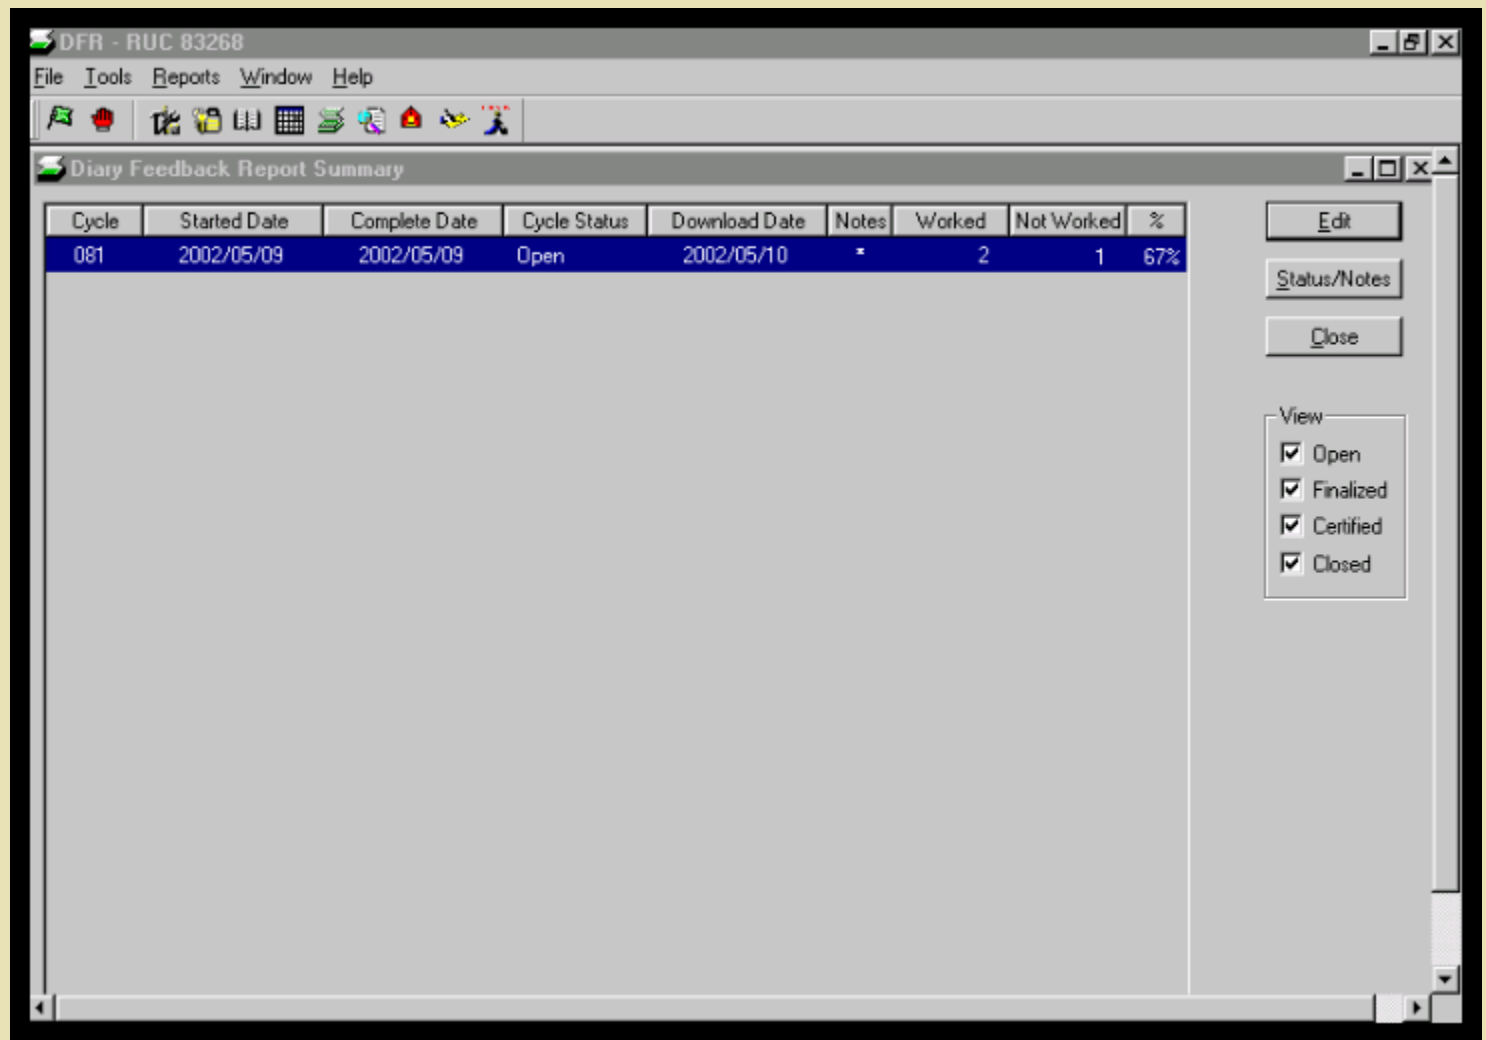 DFR - RUC 83268
File Tools Reports Window Help
Diary Feedback Report Summary
Cycle Started Date Complete Date Cycle Status Download Date Notes Worked Not Worked %
081 2002/05/09 2002/05/09 Open 2002/05/10 * 2 1 67%
Edit
Status/Notes
Close
View
Open
Finalized
Certified
Closed